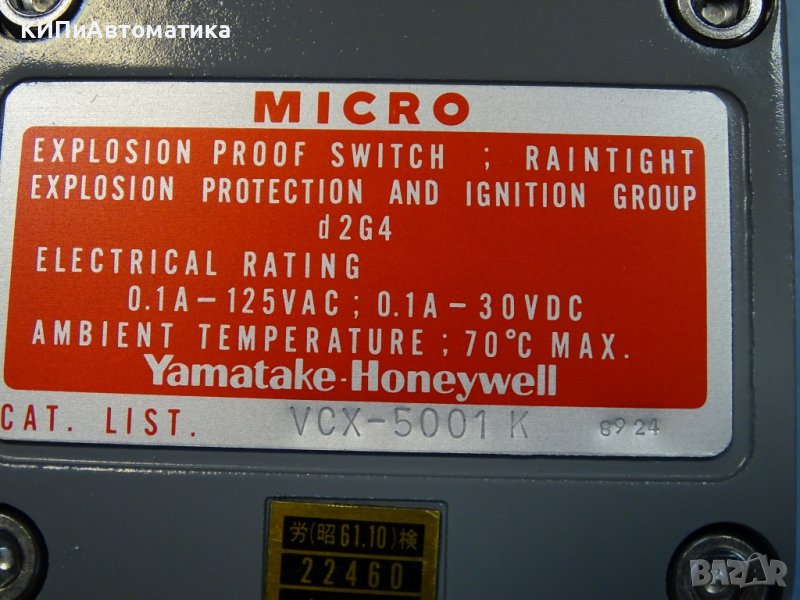 КИПиАвтоматика
MICRO
EXPLOSION PROOF SWITCH ; RAINTIGHT
EXPLOSION PROTECTION AND IGNITION GROUP
d2G4
ELECTRICAL RATING
0.1A-125VAC; 0.1A-30VDC
AMBIENT TEMPERATURE ; 70°C MAX.
Yamatake-Honeywell
CAT. LIST. VCX-5001 K 8924
労(昭61.10)検
22460
BAZAR